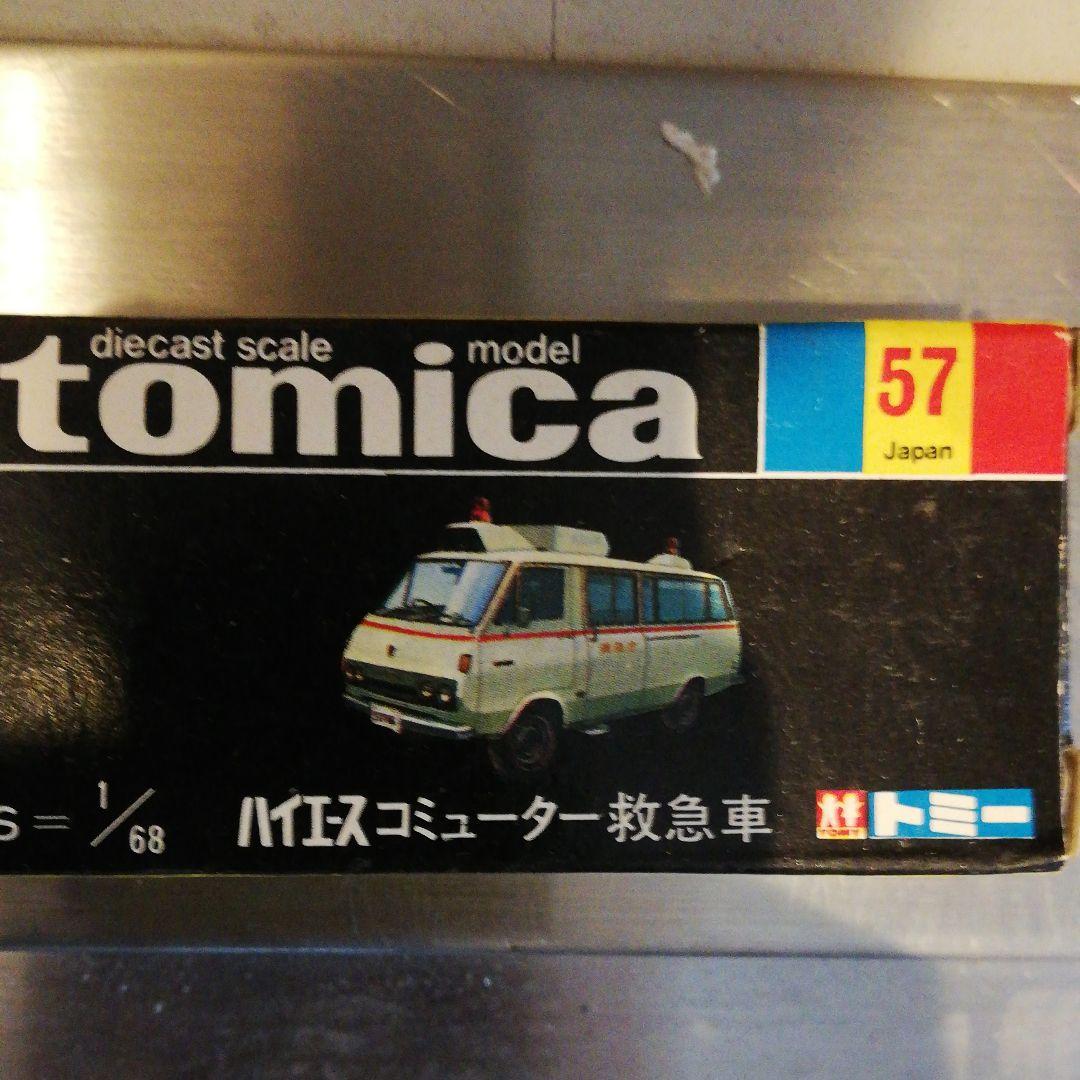 diecast scale model
tomica
57
Japan
S = 1/68
ハイエースコミューター救急車
TOMY
トミー